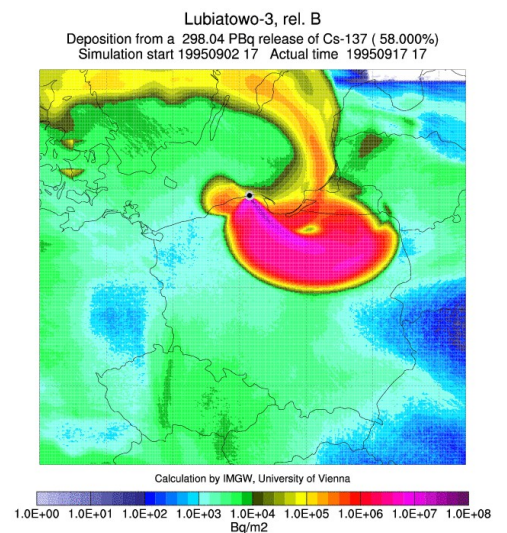 Lubiatowo-3, rel. B
Deposition from a 298.04 PBq release of Cs-137 ( 58.000%)
Simulation start 19950902 17 Actual time 19950917 17
Calculation by IMGW, University of Vienna
1.0E+00 1.0E+01 1.0E+02 1.0E+03 1.0E+04 1.0E+05 1.0E+06 1.0E+07 1.0E+08
Bq/m2